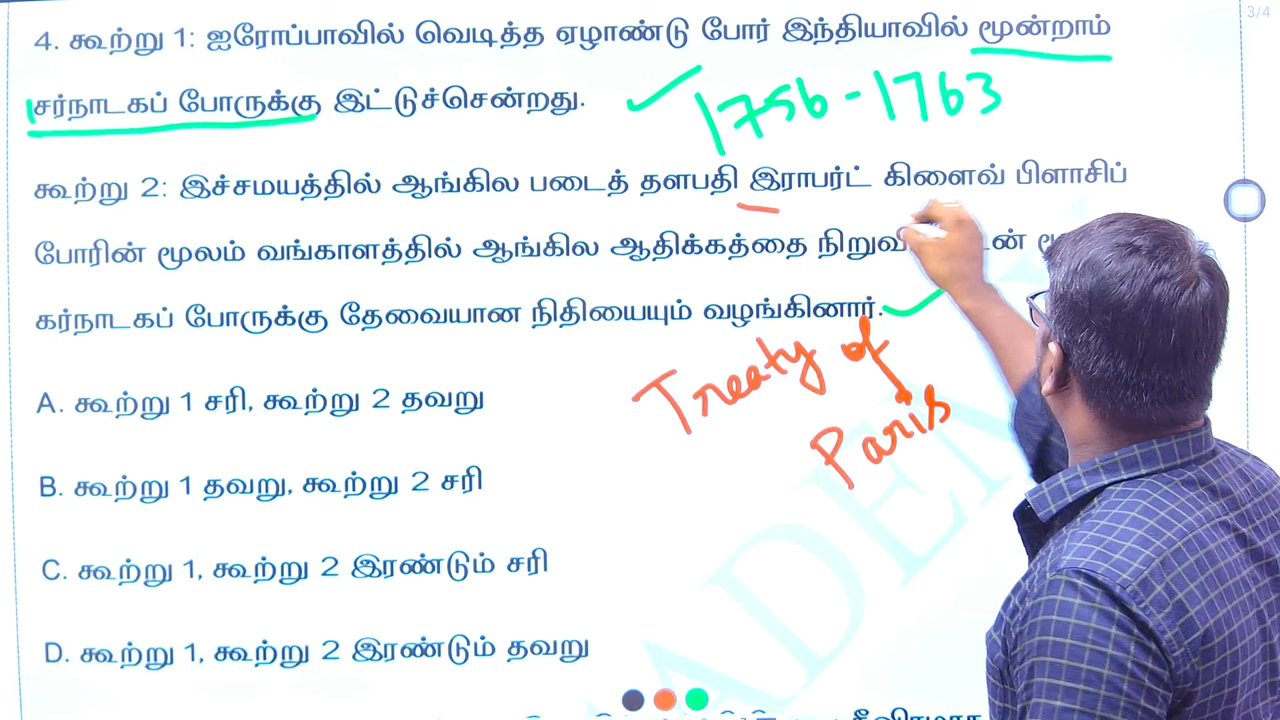 3/4
4. கூற்று 1: ஐரோப்பாவில் வெடித்த ஏழாண்டு போர் இந்தியாவில் மூன்றாம்
சர்நாடகப் போருக்கு இட்டுச்சென்றது.
1756-1763
கூற்று 2: இச்சமயத்தில் ஆங்கில படைத் தளபதி இராபர்ட் கிளைவ் பிளாசிப்
போரின் மூலம் வங்காளத்தில் ஆங்கில ஆதிக்கத்தை
கர்நாடகப் போருக்கு தேவையான நிதியையும் வழங்கினார்.
Treaty of
Paris
A. கூற்று 1 சரி, கூற்று 2 தவறு
B. கூற்று 1 தவறு, கூற்று 2 சரி
C. கூற்று 1, கூற்று 2 இரண்டும் சரி
D. கூற்று 1, கூற்று 2 இரண்டும் தவறு